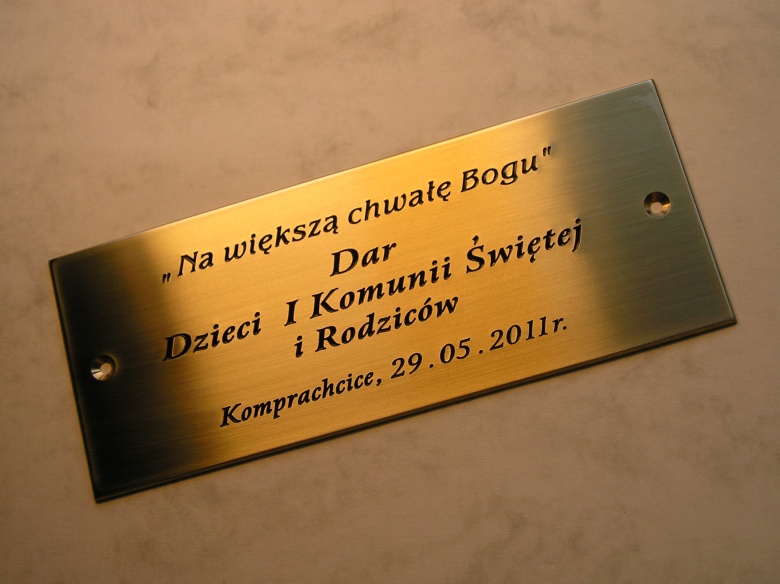 „Na większą chwałę Bogu"
Dar
Dzieci I Komunii Świętej
i Rodziców
Komprachcice, 29.05.2011r.